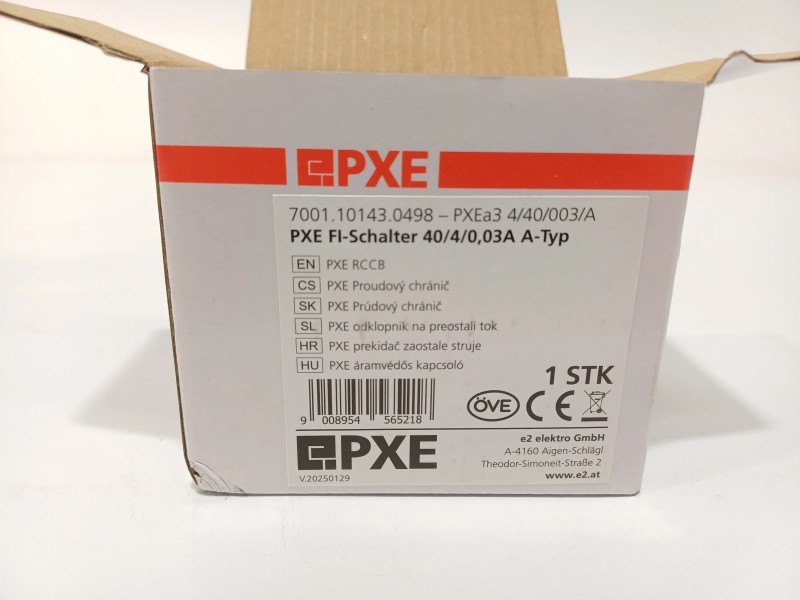 PXE
7001.10143.0498 – PXEa3 4/40/003/A
PXE FI-Schalter 40/4/0,03A A-Typ
EN PXE RCCB
CS PXE Proudový chránič
SK PXE Prúdový chránič
SL PXE odklopnik na preostali tok
HR PXE prekidač zaostale struje
HU PXE áramvédős kapcsoló
1 STK
ÖVE CE
9 008954 565218
PXE
e2 elektro GmbH
A-4160 Aigen-Schlägl
Theodor-Simoneit-Straße 2
www.e2.at
V.20250129